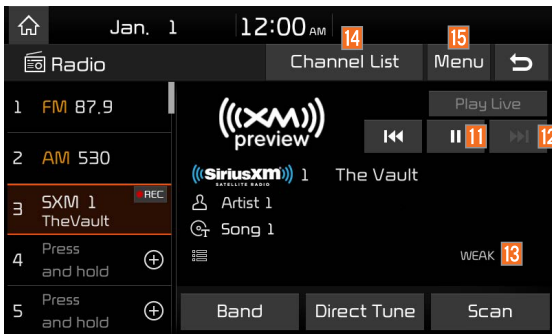 Jan. 1 12:00 AM
14 15
Radio Channel List Menu
1 FM 87.9
Play Live
((XM))
preview
11 12
2 AM 530
((SiriusXM)) 1 The Vault
SATELLITE RADIO
3 SXM 1 REC
TheVault
Artist 1
Song 1
4 Press
and hold
WEAK 13
5 Press
and hold
Band Direct Tune Scan